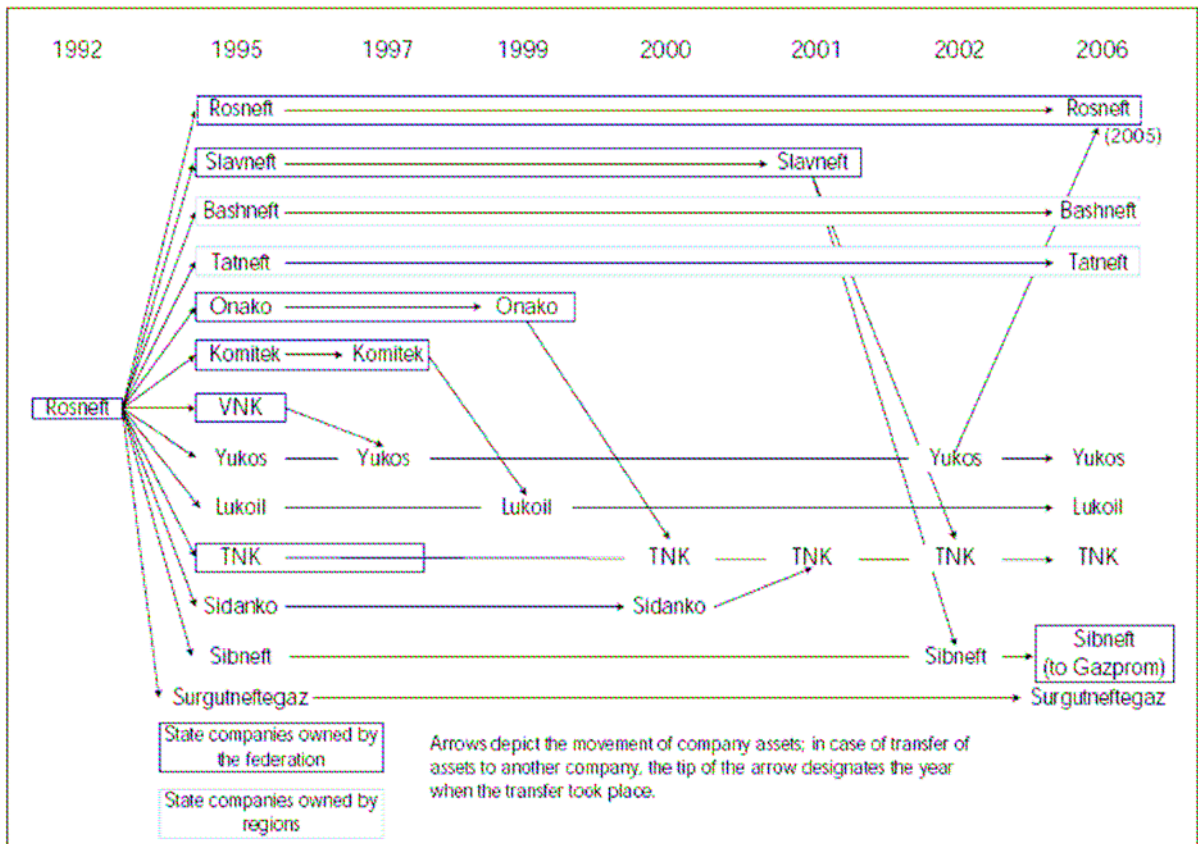 1992 1995 1997 1999 2000 2001 2002 2006
Rosneft Rosneft
(2005)
Slavneft Slavneft
Bashneft Bashneft
Tatneft Tatneft
Onako Onako
Komitek Komitek
Rosneft VNK
Yukos Yukos Yukos Yukos
Lukoil Lukoil Lukoil
TNK TNK TNK TNK TNK
Sidanko Sidanko
Sibneft Sibneft Sibneft
(to Gazprom)
Surgutneftegaz Surgutneftegaz
State companies owned by
the federation
State companies owned by
regions
Arrows depict the movement of company assets; in case of transfer of
assets to another company, the tip of the arrow designates the year
when the transfer took place.